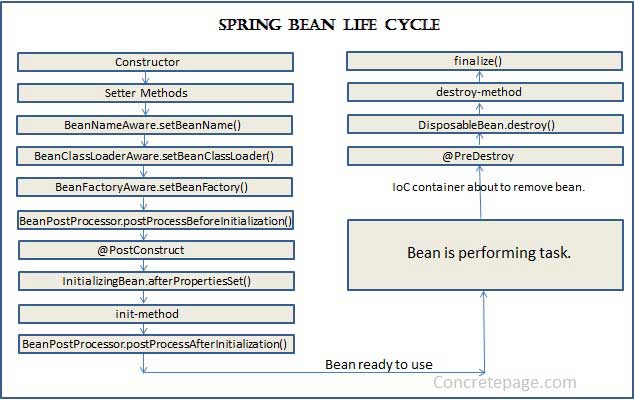 SPRING BEAN LIFE CYCLE
Constructor
Setter Methods
BeanNameAware.setBeanName()
BeanClassLoaderAware.setBeanClassLoader()
BeanFactoryAware.setBeanFactory()
BeanPostProcessor.postProcessBeforeInitialization()
@PostConstruct
InitializingBean.afterPropertiesSet()
init-method
BeanPostProcessor.postProcessAfterInitialization()
Bean ready to use
Bean is performing task.
IoC container about to remove bean.
@PreDestroy
DisposableBean.destroy()
destroy-method
finalize()
Concretepage.com